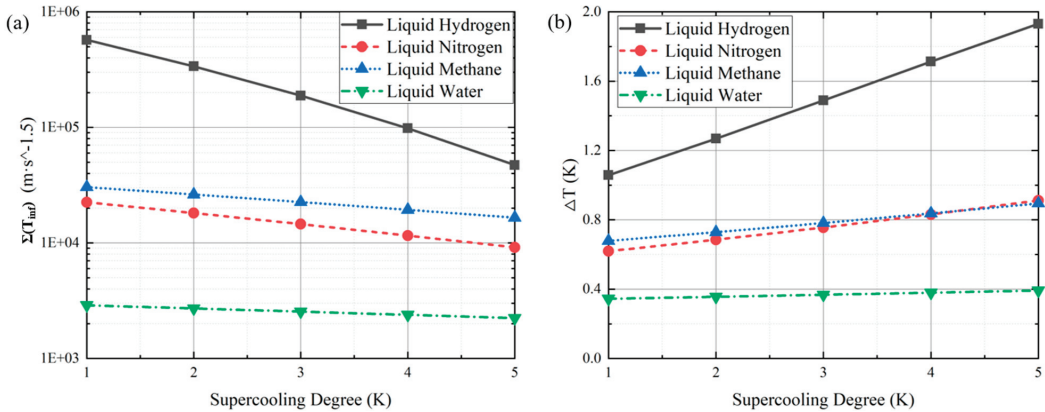 (a)
1E+06
1E+05
1E+04
1E+03
Σ(T_int) (m·s^-1.5)
Liquid Hydrogen
Liquid Nitrogen
Liquid Methane
Liquid Water
1 2 3 4 5
Supercooling Degree (K)
(b)
2.0
1.6
1.2
0.8
0.4
0.0
△T (K)
Liquid Hydrogen
Liquid Nitrogen
Liquid Methane
Liquid Water
1 2 3 4 5
Supercooling Degree (K)